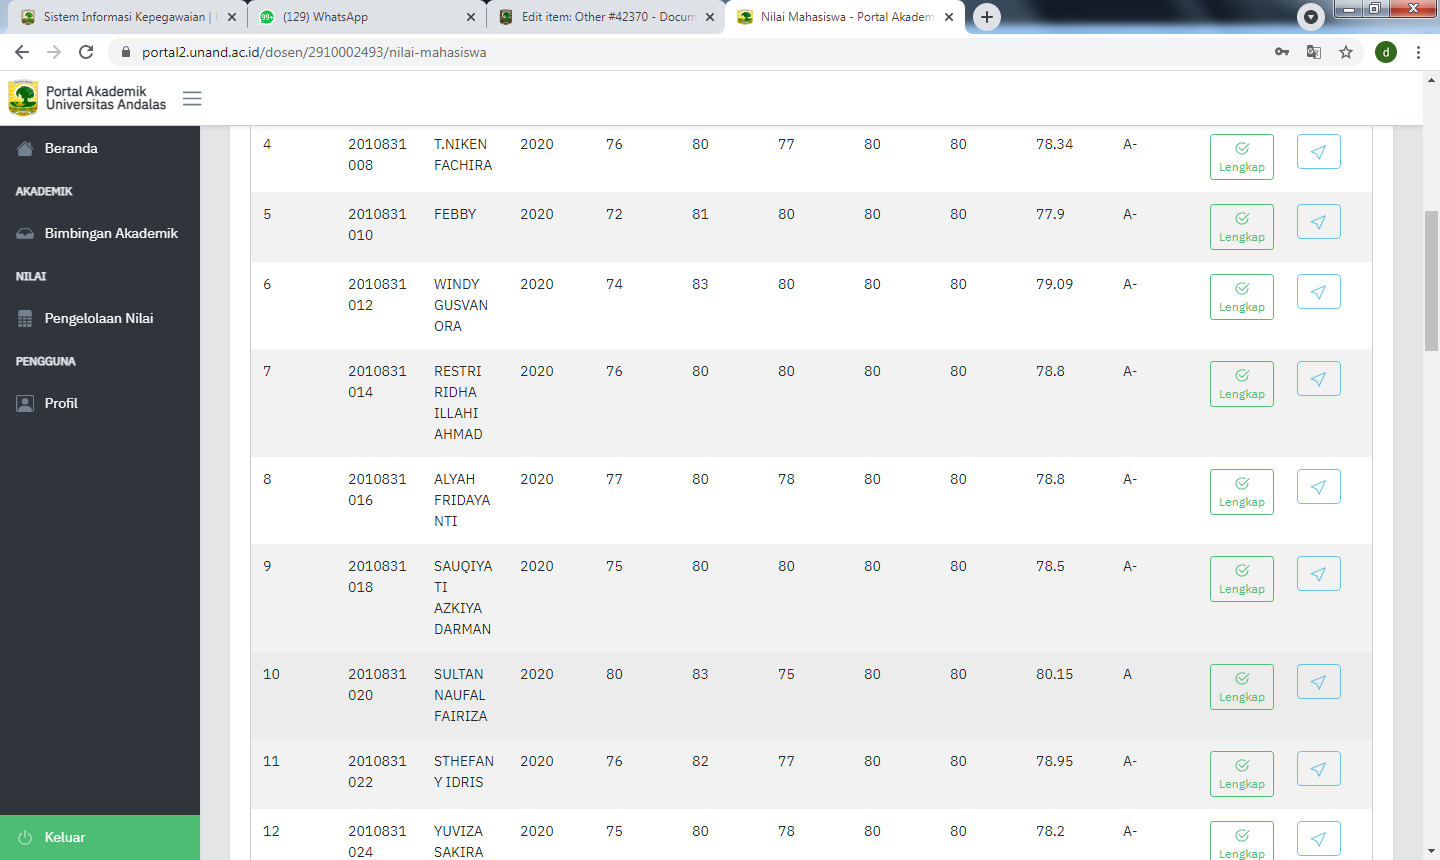 Sistem Informasi Kepegawaian |
(129) WhatsApp
Edit item: Other #42370 - Docum
Nilai Mahasiswa - Portal Akadem
portal2.unand.ac.id/dosen/2910002493/nilai-mahasiswa
d
Portal Akademik
Universitas Andalas
Beranda
AKADEMIK
Bimbingan Akademik
NILAI
Pengelolaan Nilai
PENGGUNA
Profil
Keluar
4 2010831 T.NIKEN 2020 76 80 77 80 80 78.34 A-
008 FACHIRA Lengkap
5 2010831 FEBBY 2020 72 81 80 80 80 77.9 A-
010 Lengkap
6 2010831 WINDY 2020 74 83 80 80 80 79.09 A-
012 GUSVAN Lengkap
ORA
7 2010831 RESTRI 2020 76 80 80 80 80 78.8 A-
014 RIDHA Lengkap
ILLAHI
AHMAD
8 2010831 ALYAH 2020 77 80 78 80 80 78.8 A-
016 FRIDAYA Lengkap
NTI
9 2010831 SAUQIYA 2020 75 80 80 80 80 78.5 A-
018 TI Lengkap
AZKIYA
DARMAN
10 2010831 SULTAN 2020 80 83 75 80 80 80.15 A
020 NAUFAL Lengkap
FAIRIZA
11 2010831 STHEFAN 2020 76 82 77 80 80 78.95 A-
022 Y IDRIS Lengkap
12 2010831 YUVIZA 2020 75 80 78 80 80 78.2 A-
024 SAKIRA Lengkap